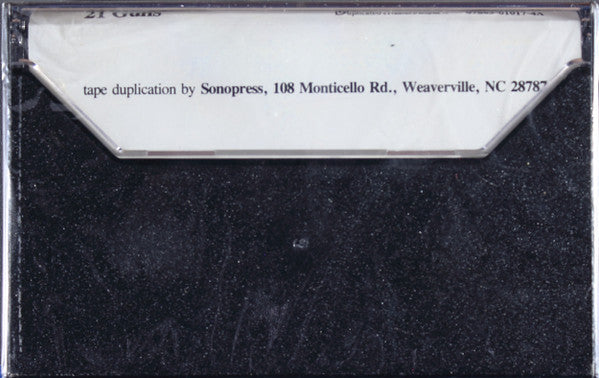 21 Guns
tape duplication by Sonopress, 108 Monticello Rd., Weaverville, NC 28787